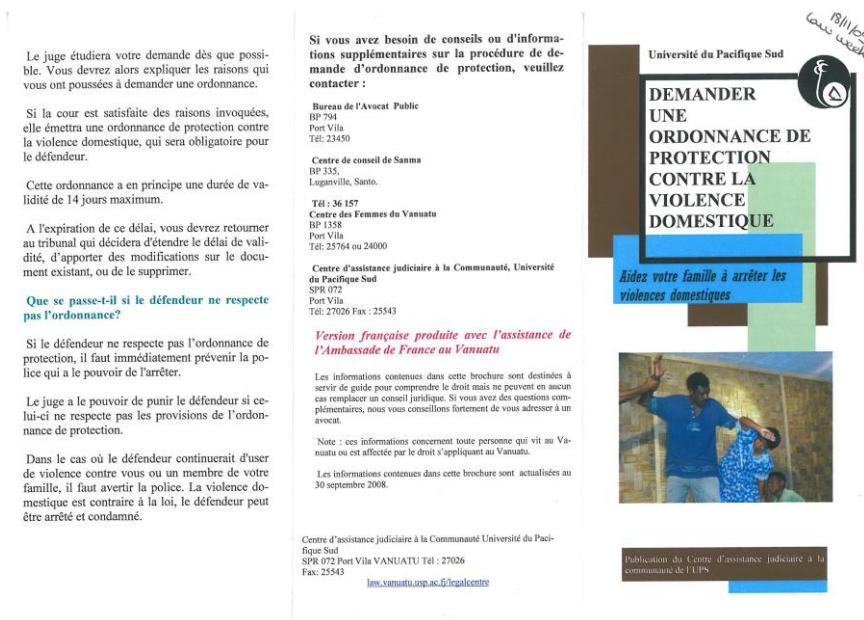 Le juge étudiera votre demande dès que possi-
ble. Vous devrez alors expliquer les raisons qui
vous ont poussées à demander une ordonnance.
Si la cour est satisfaite des raisons invoquées,
elle émettra une ordonnance de protection contre
la violence domestique, qui sera obligatoire pour
le défendeur.
Cette ordonnance a en principe une durée de va-
lidité de 14 jours maximum.
A l'expiration de ce délai, vous devrez retourner
au tribunal qui décidera d'étendre le délai de vali-
dité, d'apporter des modifications sur le docu-
ment existant, ou de le supprimer.
Que se passe-t-il si le défendeur ne respecte
pas l'ordonnance?
Si le défendeur ne respecte pas l'ordonnance de
protection, il faut immédiatement prévenir la po-
lice qui a le pouvoir de l'arrêter.
Le juge a le pouvoir de punir le défendeur si ce-
lui-ci ne respecte pas les provisions de l'ordon-
nance de protection.
Dans le cas où le défendeur continuerait d'user
de violence contre vous ou un membre de votre
famille, il faut avertir la police. La violence do-
mestique est contraire à la loi, le défendeur peut
être arrêté et condamné.
Si vous avez besoin de conseils ou d'informa-
tions supplémentaires sur la procédure de de-
mande d'ordonnance de protection, veuillez
contacter :
Bureau de l'Avocat Public
BP 794
Port Vila
Tél: 23450
Centre de conseil de Sanma
BP 335,
Luganville, Santo.
Tél : 36 157
Centre des Femmes du Vanuatu
BP 1358
Port Vila
Tél: 25764 ou 24000
Centre d'assistance judiciaire à la Communauté, Université
du Pacifique Sud
SPR 072
Port Vila
Tél: 27026 Fax : 25543
Version française produite avec l'assistance de
l'Ambassade de France au Vanuatu
Les informations contenues dans cette brochure sont destinées à
servir de guide pour comprendre le droit mais ne peuvent en aucun
cas remplacer un conseil juridique. Si vous avez des questions com-
plémentaires, nous vous conseillons fortement de vous adresser à un
avocat.
Note : ces informations concernent toute personne qui vit au Va-
nuatu ou est affectée par le droit s'appliquant au Vanuatu.
Les informations contenues dans cette brochure sont actualisées au
30 septembre 2008.
Centre d'assistance judiciaire à la Communauté Université du Paci-
fique Sud
SPR 072 Port Vila VANUATU Tél : 27026
Fax: 25543
law.vanuatu.usp.ac.fj/legalcentre
18/11/
Law week
Université du Pacifique Sud
DEMANDER
UNE
ORDONNANCE DE
PROTECTION
CONTRE LA
VIOLENCE
DOMESTIQUE
Aidez votre famille à arrêter les
violences domestiques
Publication du Centre d'assistance judiciaire à la
communauté de l'UPS